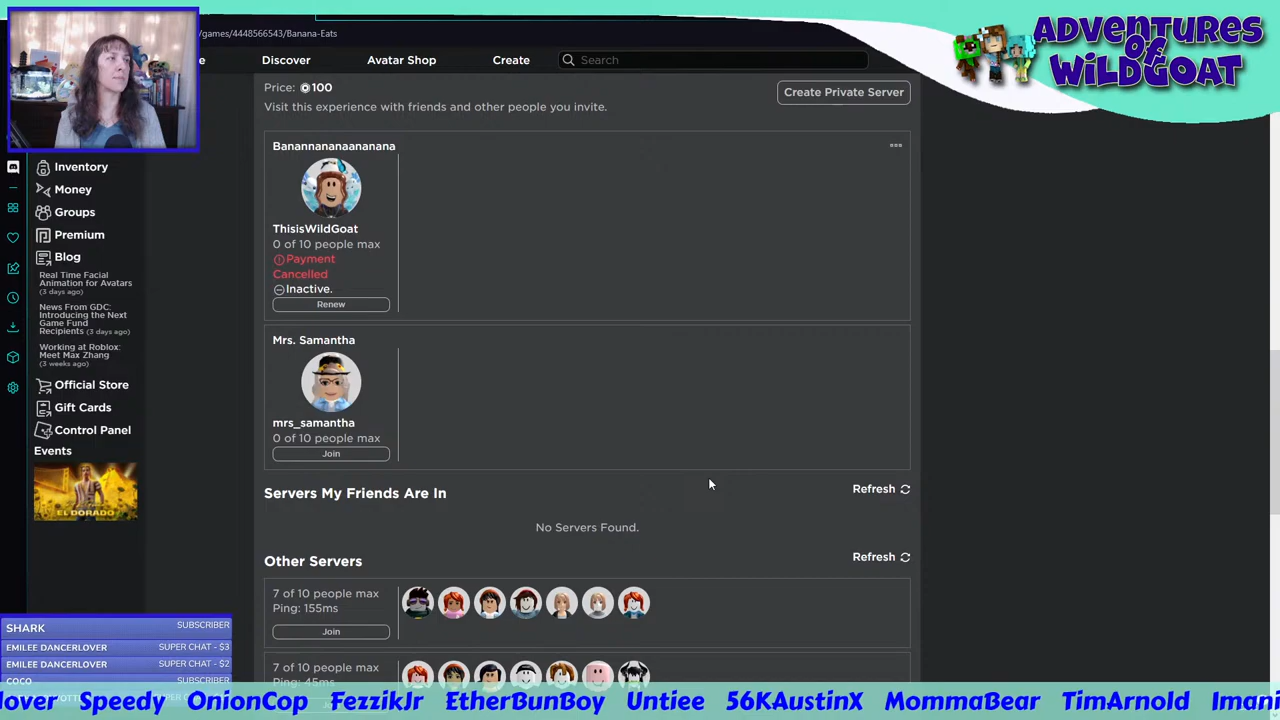 /games/4448566543/Banana-Eats
Discover
Avatar Shop
Create
Search
ADVENTURES
OF
WILDGOAT
Price: 100
Create Private Server
Visit this experience with friends and other people you invite.
Inventory
Money
Groups
Premium
Blog
Real Time Facial
Animation for Avatars
(3 days ago)
News From GDC:
Introducing the Next
Game Fund
Recipients (3 days ago)
Working at Roblox:
Meet Max Zhang
(3 weeks ago)
Official Store
Gift Cards
Control Panel
Events
EL DORADO
Banannananaananana
ThisisWildGoat
0 of 10 people max
Payment
Cancelled
Inactive.
Renew
Mrs. Samantha
mrs_samantha
0 of 10 people max
Join
Servers My Friends Are In
Refresh
No Servers Found.
Other Servers
Refresh
7 of 10 people max
Ping: 155ms
Join
7 of 10 people max
Ping: 45ms
SHARK SUBSCRIBER
EMILEE DANCERLOVER SUPER CHAT - $3
EMILEE DANCERLOVER SUPER CHAT - $2
COCO SUBSCRIBER
lover Speedy OnionCop FezzikJr EtherBunBoy Untiee 56KAustinX MommaBear TimArnold Imani